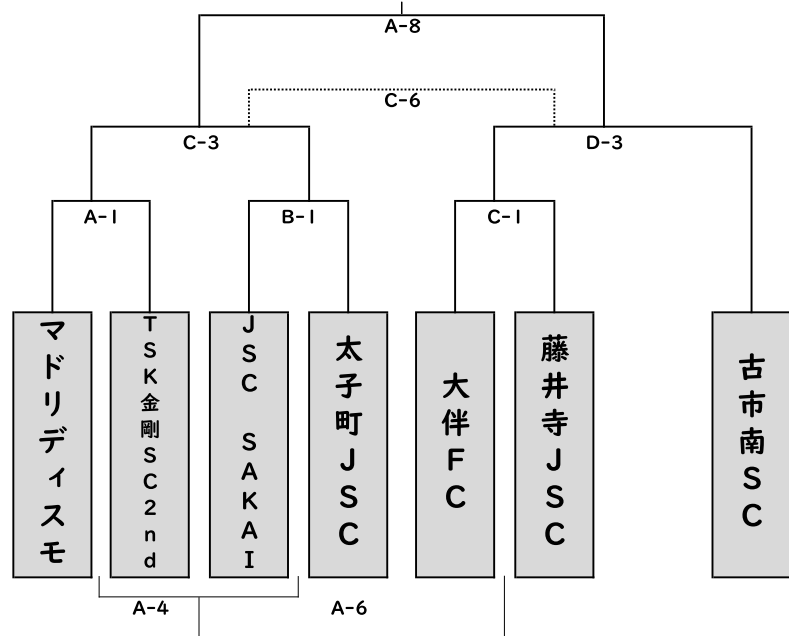 A-8
C-6
C-3
D-3
A-1
B-1
C-1
マドリディスモ
TSK金剛SC2nd
JSC SAKAI
太子町JSC
大伴FC
藤井寺JSC
古市南SC
A-4
A-6